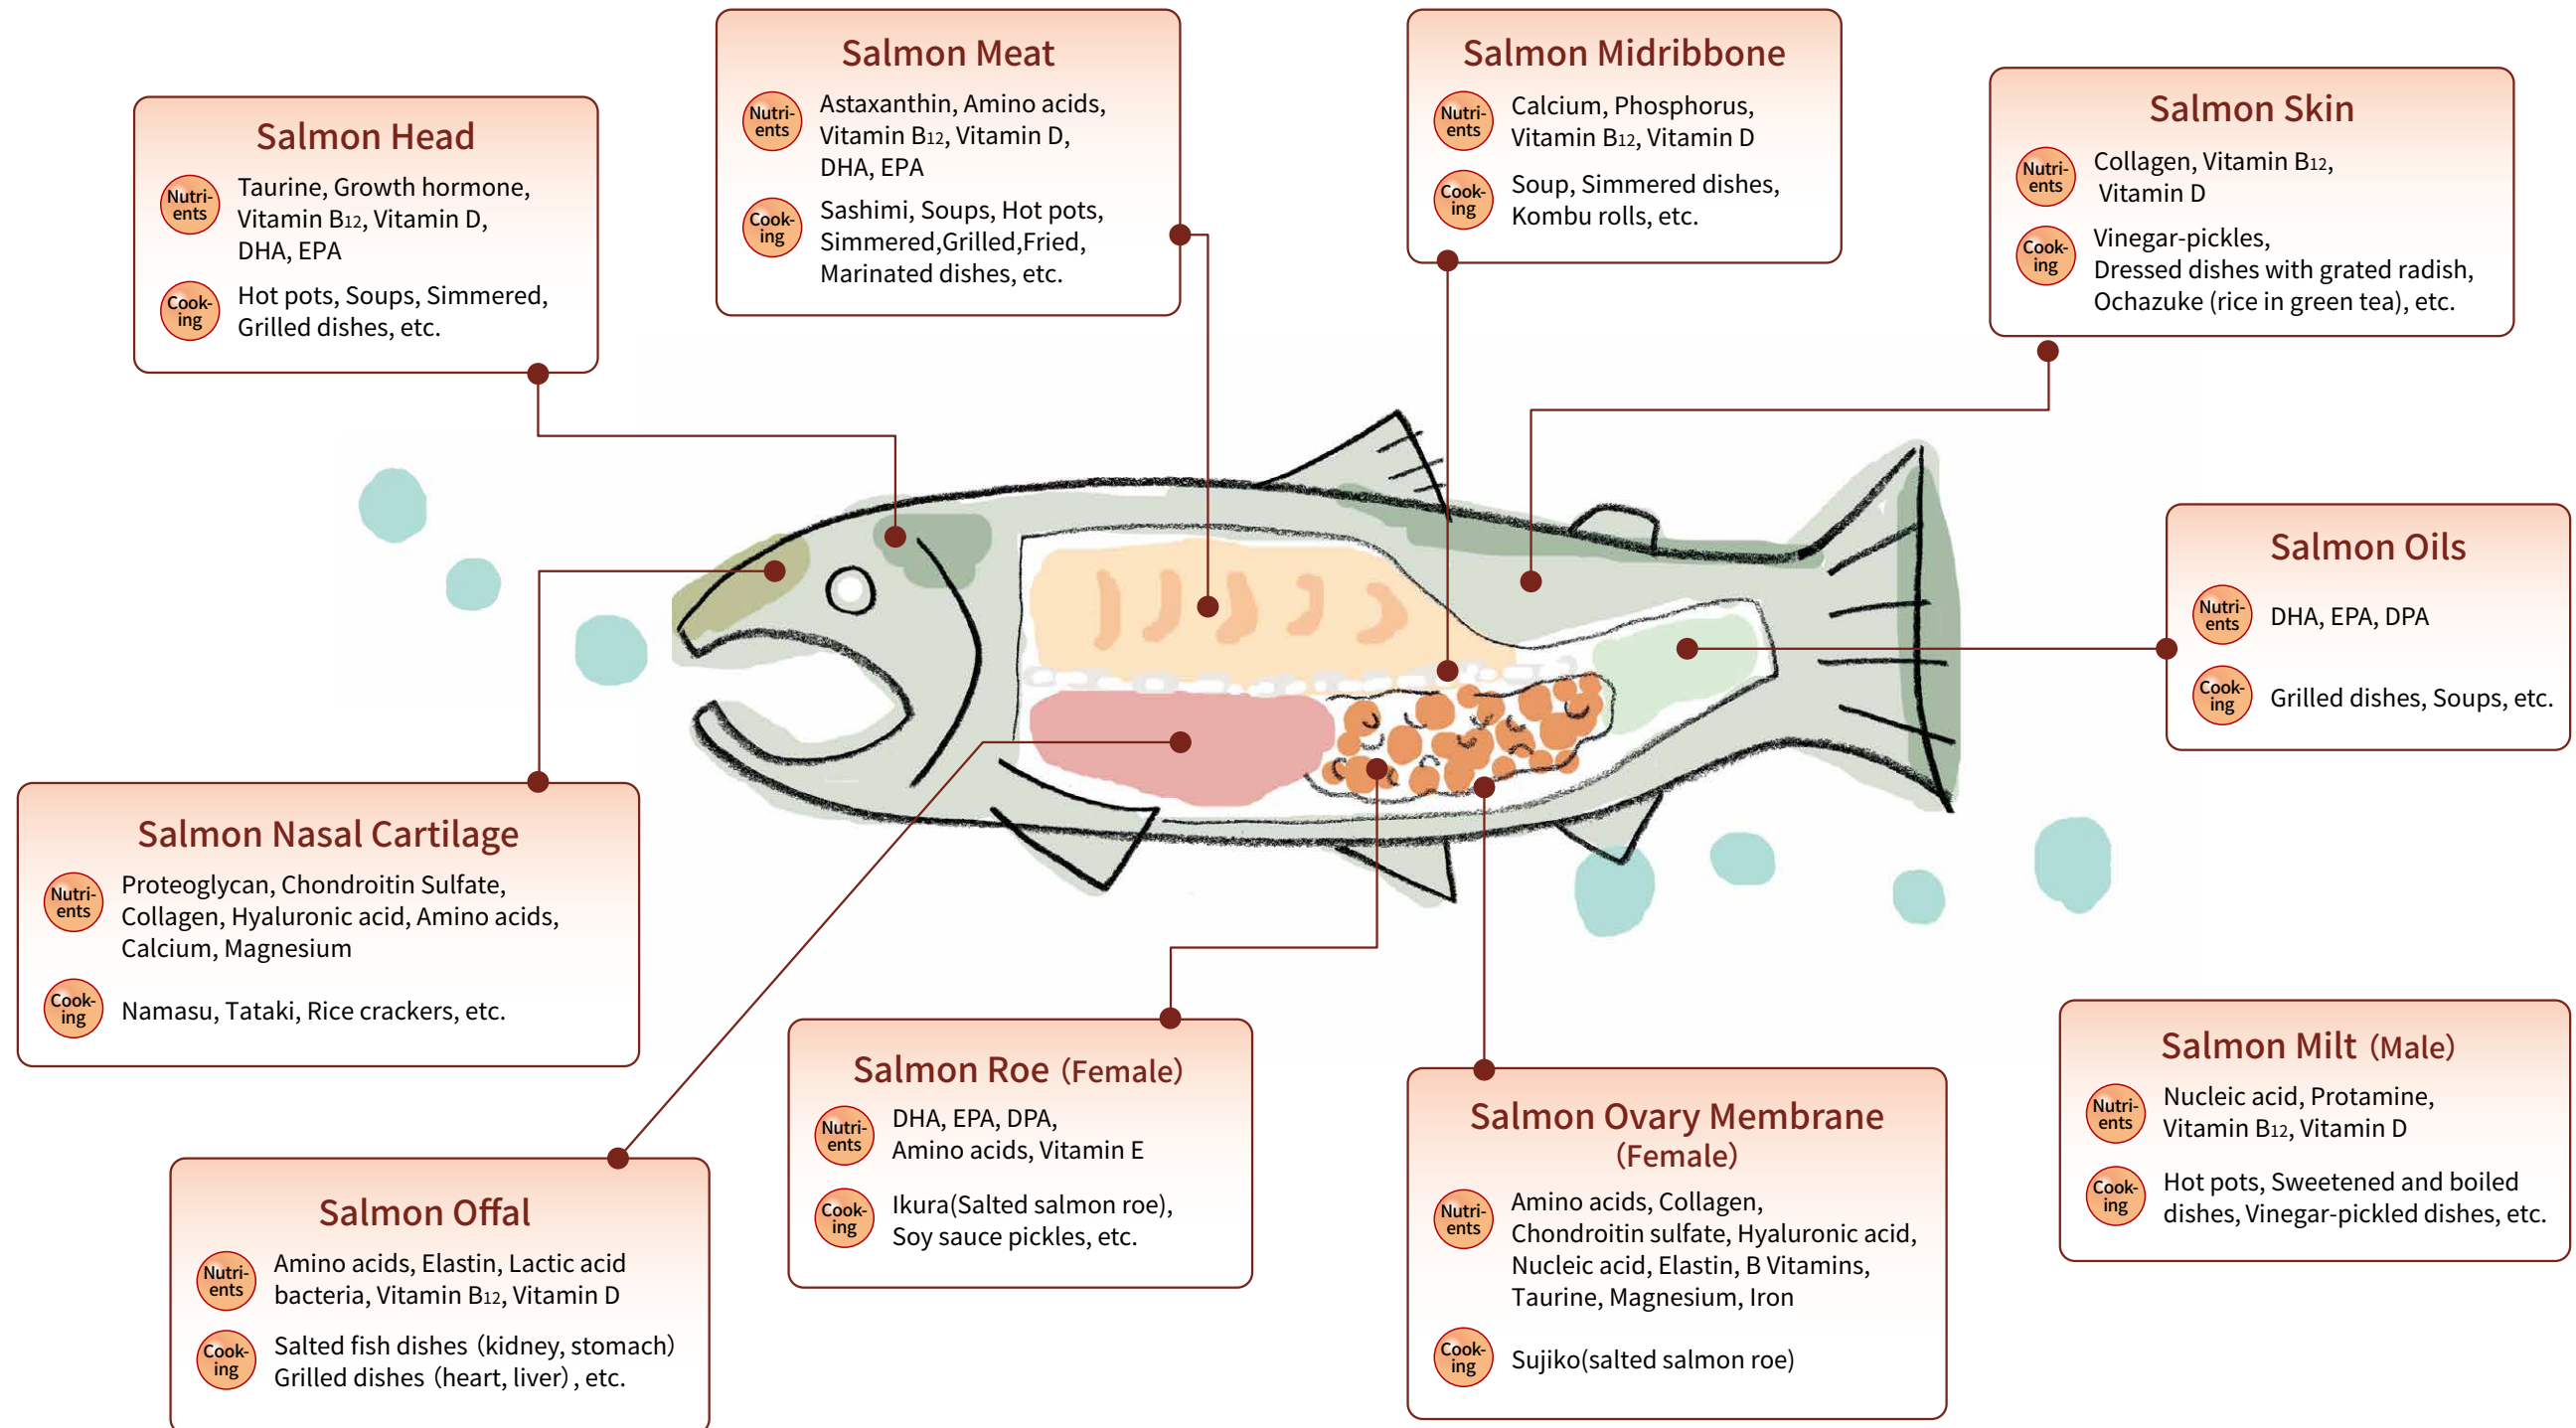 Salmon Head
Nutri-
ents
Taurine, Growth hormone,
Vitamin B12, Vitamin D,
DHA, EPA
Cook-
ing
Hot pots, Soups, Simmered,
Grilled dishes, etc.
Salmon Meat
Nutri-
ents
Astaxanthin, Amino acids,
Vitamin B12, Vitamin D,
DHA, EPA
Cook-
ing
Sashimi, Soups, Hot pots,
Simmered,Grilled,Fried,
Marinated dishes, etc.
Salmon Midribbone
Nutri-
ents
Calcium, Phosphorus,
Vitamin B12, Vitamin D
Cook-
ing
Soup, Simmered dishes,
Kombu rolls, etc.
Salmon Skin
Nutri-
ents
Collagen, Vitamin B12,
Vitamin D
Cook-
ing
Vinegar-pickles,
Dressed dishes with grated radish,
Ochazuke (rice in green tea), etc.
Salmon Oils
Nutri-
ents
DHA, EPA, DPA
Cook-
ing
Grilled dishes, Soups, etc.
Salmon Nasal Cartilage
Nutri-
ents
Proteoglycan, Chondroitin Sulfate,
Collagen, Hyaluronic acid, Amino acids,
Calcium, Magnesium
Cook-
ing
Namasu, Tataki, Rice crackers, etc.
Salmon Offal
Nutri-
ents
Amino acids, Elastin, Lactic acid
bacteria, Vitamin B12, Vitamin D
Cook-
ing
Salted fish dishes（kidney, stomach）
Grilled dishes（heart, liver）, etc.
Salmon Roe（Female）
Nutri-
ents
DHA, EPA, DPA,
Amino acids, Vitamin E
Cook-
ing
Ikura(Salted salmon roe),
Soy sauce pickles, etc.
Salmon Ovary Membrane
（Female）
Nutri-
ents
Amino acids, Collagen,
Chondroitin sulfate, Hyaluronic acid,
Nucleic acid, Elastin, B Vitamins,
Taurine, Magnesium, Iron
Cook-
ing
Sujiko(salted salmon roe)
Salmon Milt（Male）
Nutri-
ents
Nucleic acid, Protamine,
Vitamin B12, Vitamin D
Cook-
ing
Hot pots, Sweetened and boiled
dishes, Vinegar-pickled dishes, etc.